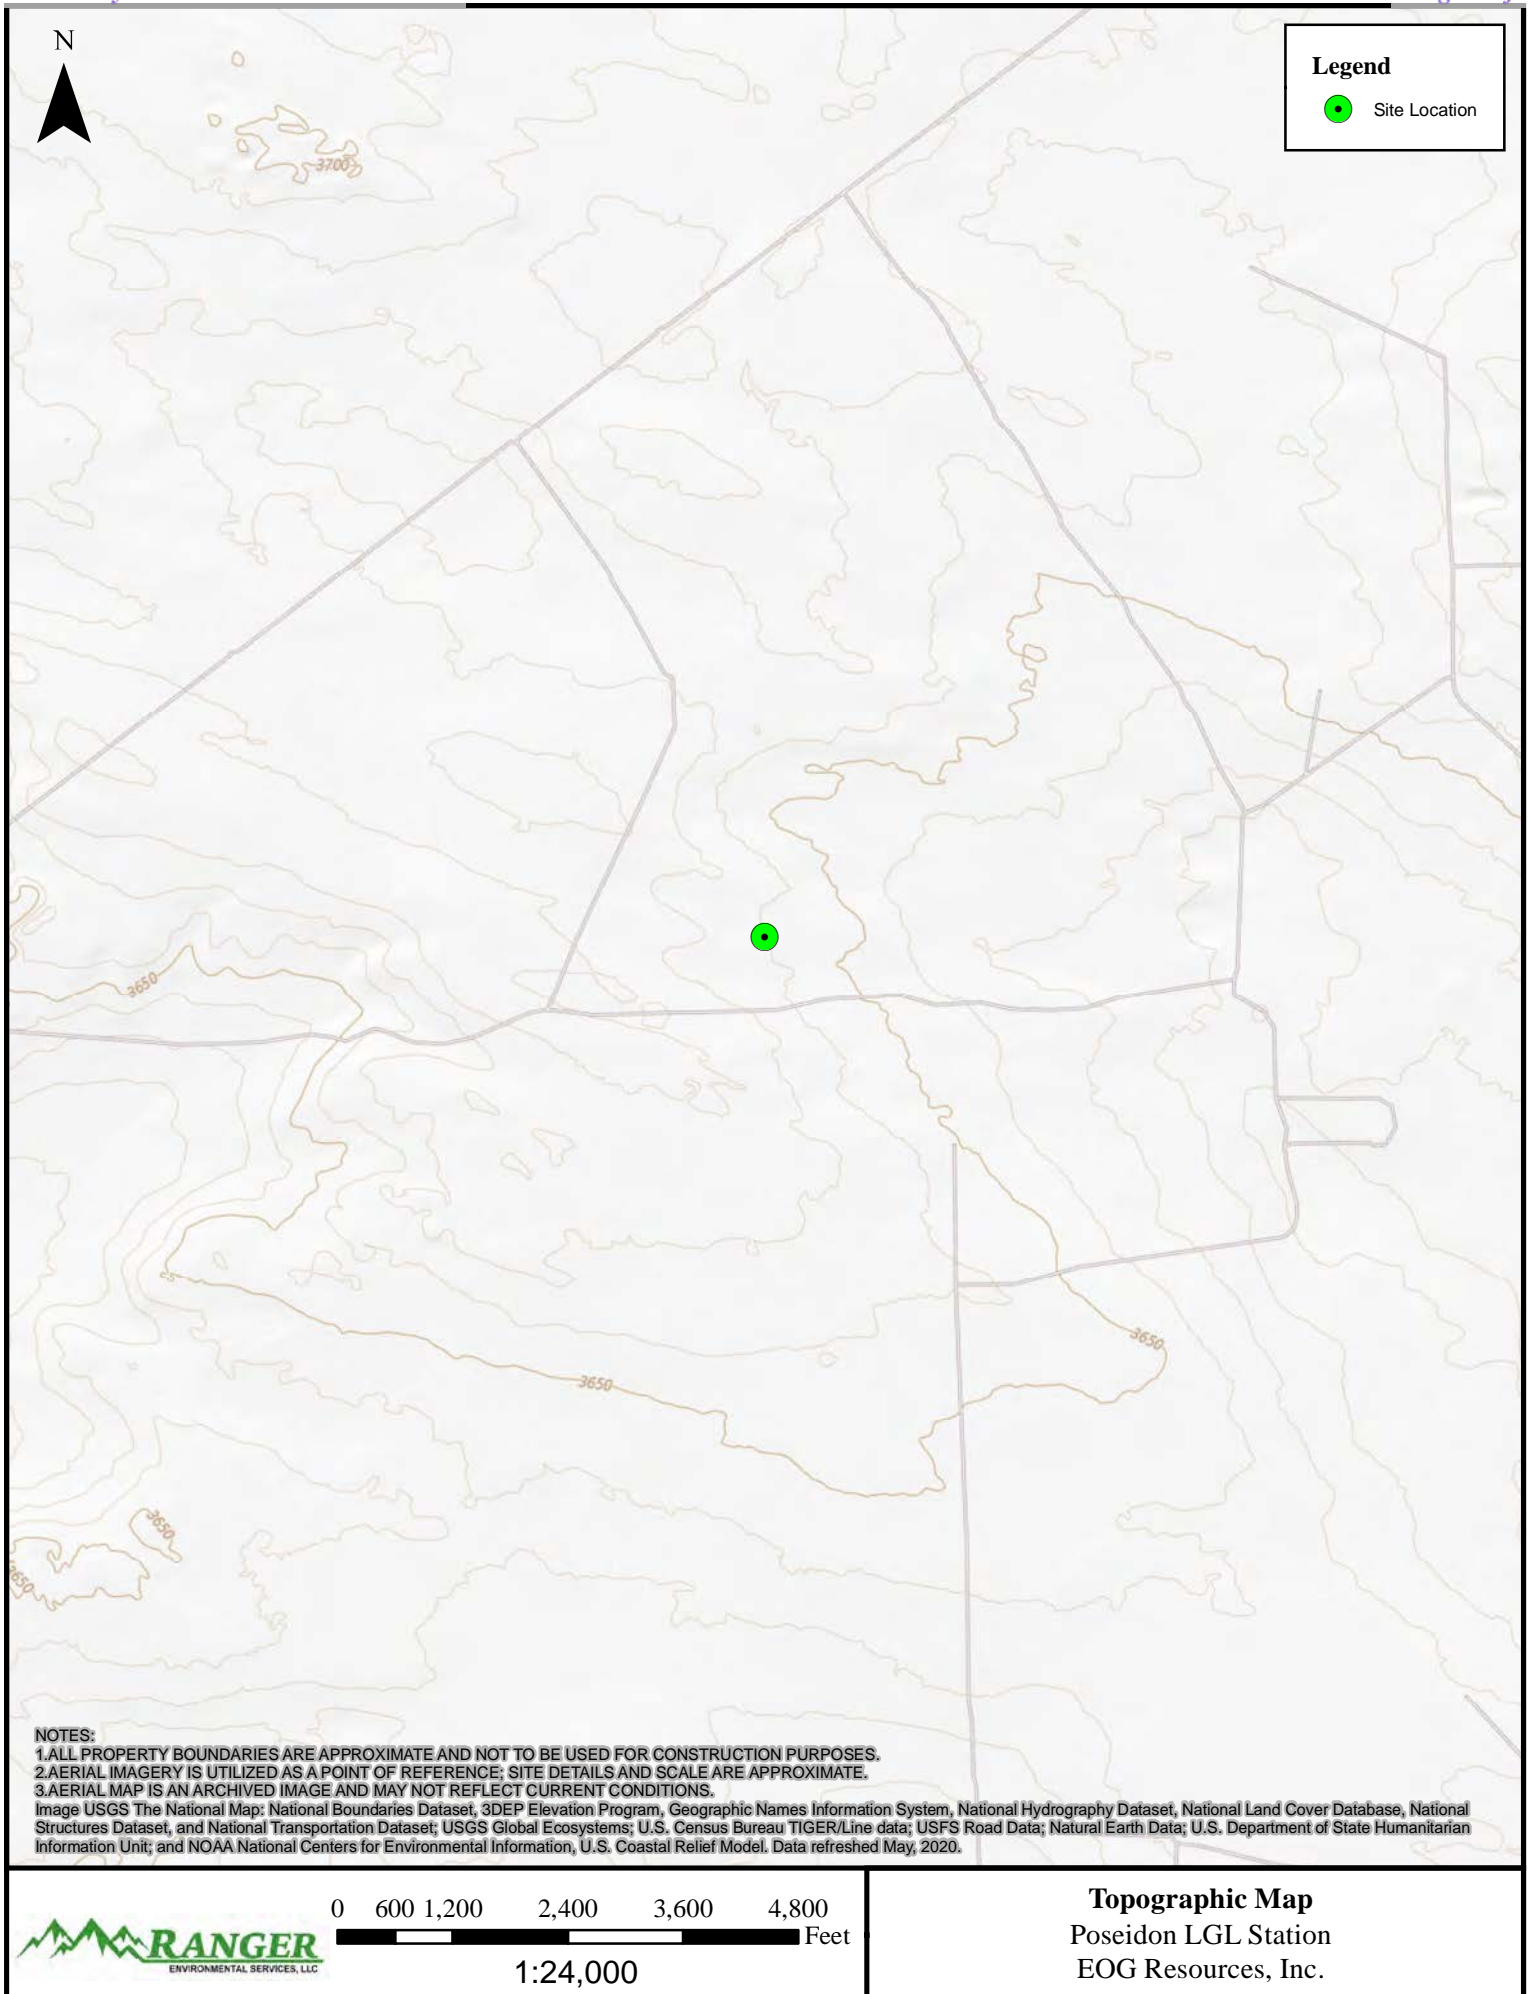 N
Legend
Site Location
3700
3650
3650
3650
3650
3650
NOTES:
1.ALL PROPERTY BOUNDARIES ARE APPROXIMATE AND NOT TO BE USED FOR CONSTRUCTION PURPOSES.
2.AERIAL IMAGERY IS UTILIZED AS A POINT OF REFERENCE; SITE DETAILS AND SCALE ARE APPROXIMATE.
3.AERIAL MAP IS AN ARCHIVED IMAGE AND MAY NOT REFLECT CURRENT CONDITIONS.
Image USGS The National Map: National Boundaries Dataset, 3DEP Elevation Program, Geographic Names Information System, National Hydrography Dataset, National Land Cover Database, National
Structures Dataset, and National Transportation Dataset; USGS Global Ecosystems; U.S. Census Bureau TIGER/Line data; USFS Road Data; Natural Earth Data; U.S. Department of State Humanitarian
Information Unit; and NOAA National Centers for Environmental Information, U.S. Coastal Relief Model. Data refreshed May, 2020.
RANGER
ENVIRONMENTAL SERVICES, LLC
0 600 1,200 2,400 3,600 4,800
Feet
1:24,000
Topographic Map
Poseidon LGL Station
EOG Resources, Inc.